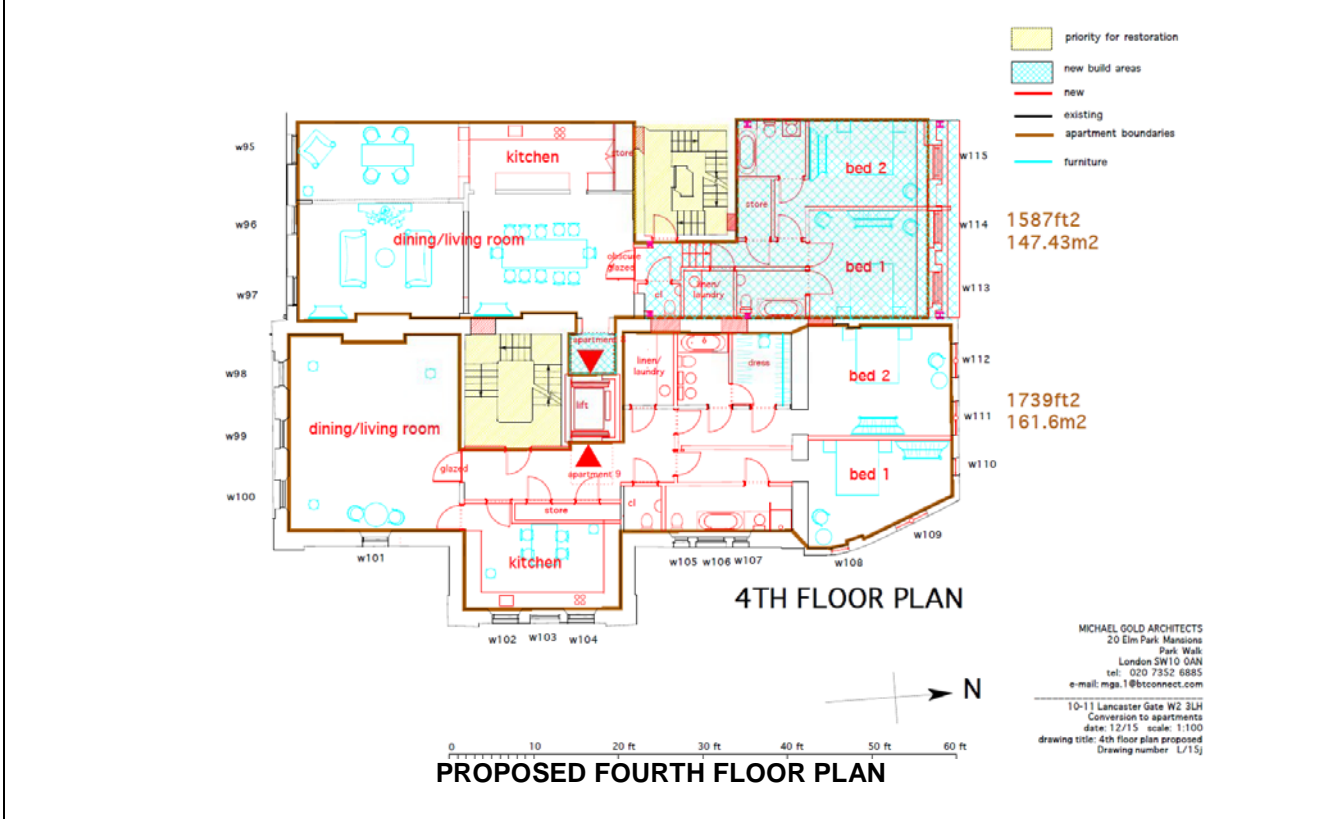 priority for restoration
new build areas
new
existing
apartment boundaries
furniture
w95
w96
w97
w98
w99
w100
kitchen
store
dining/living room
obscure
glazed
cl
linen/
laundry
store
bed 2
bed 1
w115
w114
w113
1587ft2
147.43m2
apartment
lift
apartment 9
linen/
laundry
6
dress
bed 2
bed 1
w112
w111
w110
w109
w108
1739ft2
161.6m2
dining/living room
glazed
store
cl
kitchen
w101
w102
w103
w104
w105
w106
w107
4TH FLOOR PLAN
MICHAEL GOLD ARCHITECTS
20 Elm Park Mansions
Park Walk
London SW10 0AN
tel: 020 7352 6885
e-mail: mga.1@btconnect.com
10-11 Lancaster Gate W2 3LH
Conversion to apartments
date: 12/15 scale: 1:100
drawing title: 4th floor plan proposed
Drawing number L/15j
N
0 10 20 ft 30 ft 40 ft 50 ft 60 ft
PROPOSED FOURTH FLOOR PLAN